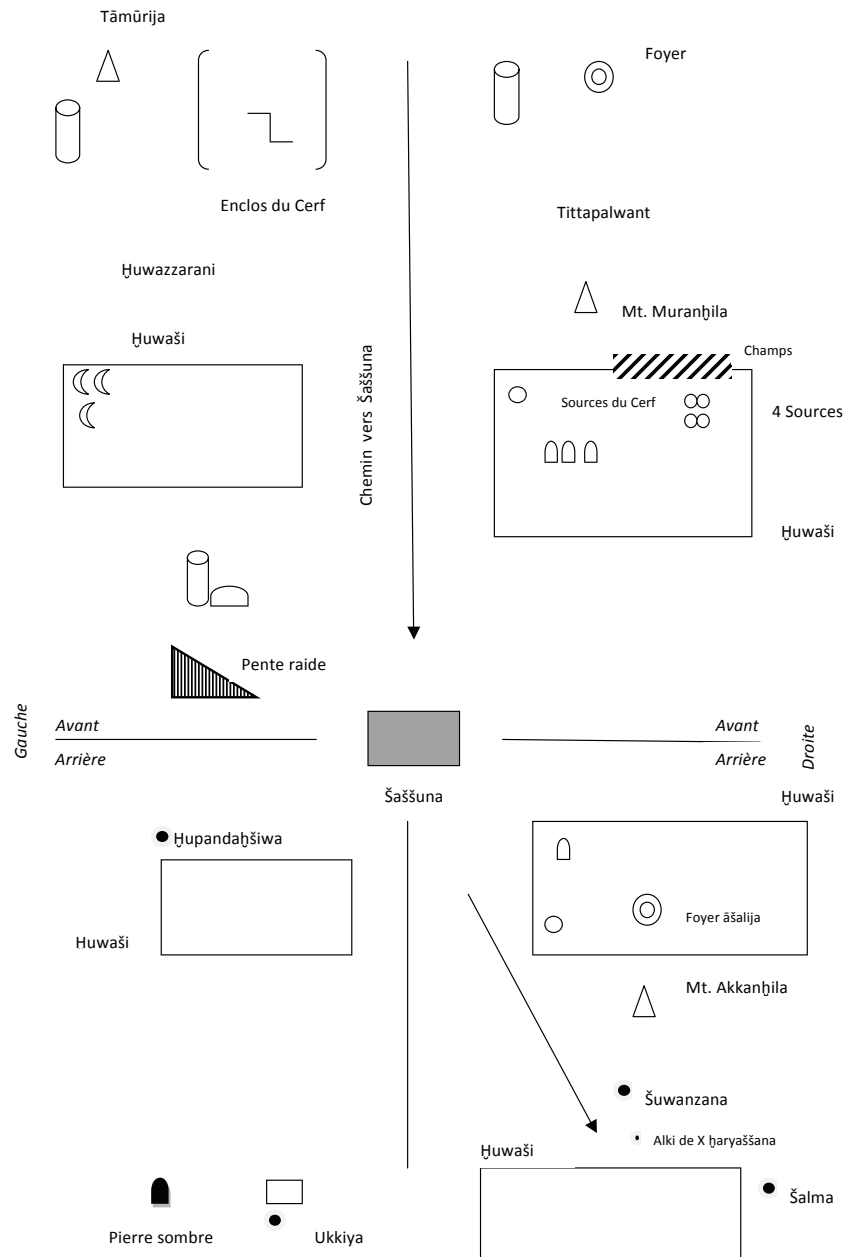 Tāmūrija
Foyer
Enclos du Cerf
Tittapalwant
Ḫuwazzarani
Mt. Muranḫila
Ḫuwaši
Champs
Chemin vers Šaššuna
Sources du Cerf
4 Sources
Ḫuwaši
Pente raide
Gauche
Avant
Avant
Arrière
Arrière
Droite
Šaššuna
Ḫuwaši
Ḫupandaḫšiwa
Huwaši
Foyer āšalija
Mt. Akkanḫila
Šuwanzana
Alki de X ḫaryaššana
Ḫuwaši
Šalma
Pierre sombre
Ukkiya